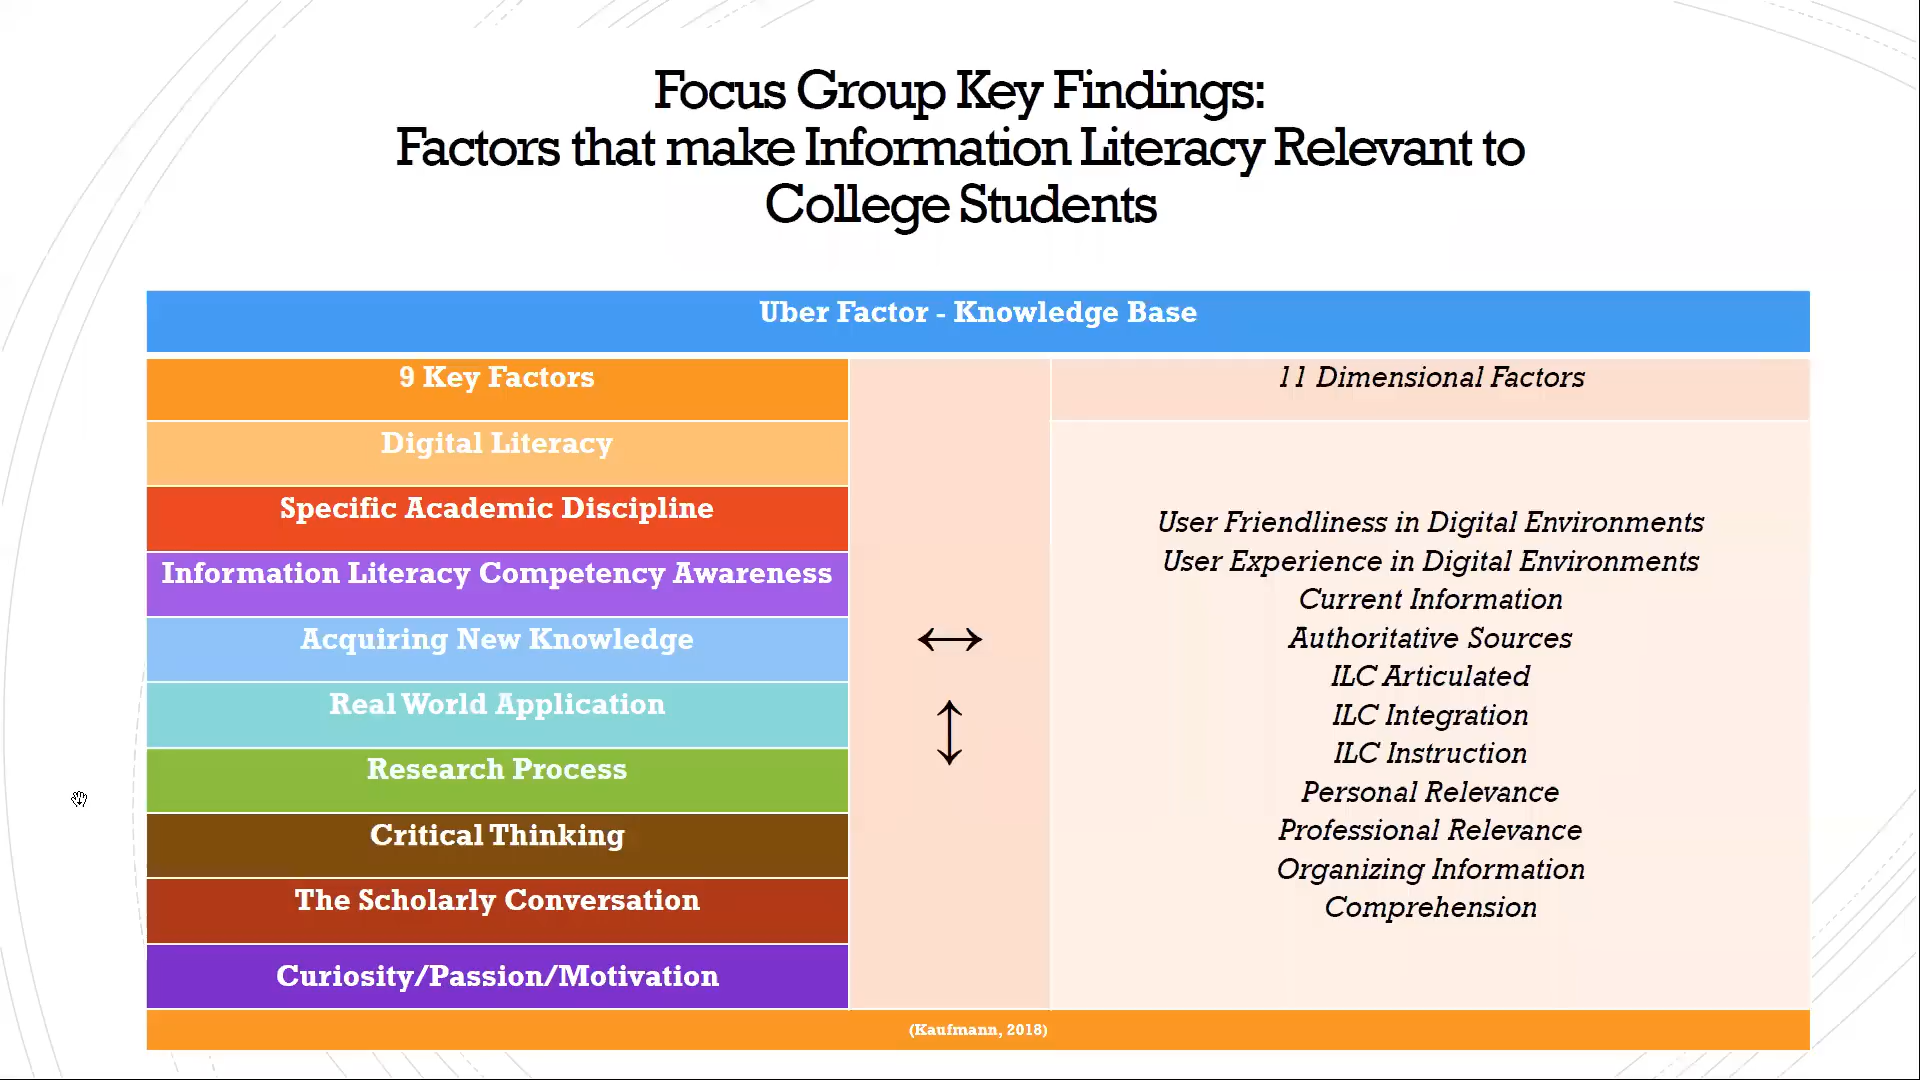 Focus Group Key Findings:
Factors that make Information Literacy Relevant to
College Students
Uber Factor - Knowledge Base
9 Key Factors
11 Dimensional Factors
Digital Literacy
Specific Academic Discipline
Information Literacy Competency Awareness
Acquiring New Knowledge
Real World Application
Research Process
Critical Thinking
The Scholarly Conversation
Curiosity/Passion/Motivation
User Friendliness in Digital Environments
User Experience in Digital Environments
Current Information
Authoritative Sources
ILC Articulated
ILC Integration
ILC Instruction
Personal Relevance
Professional Relevance
Organizing Information
Comprehension
(Kaufmann, 2018)